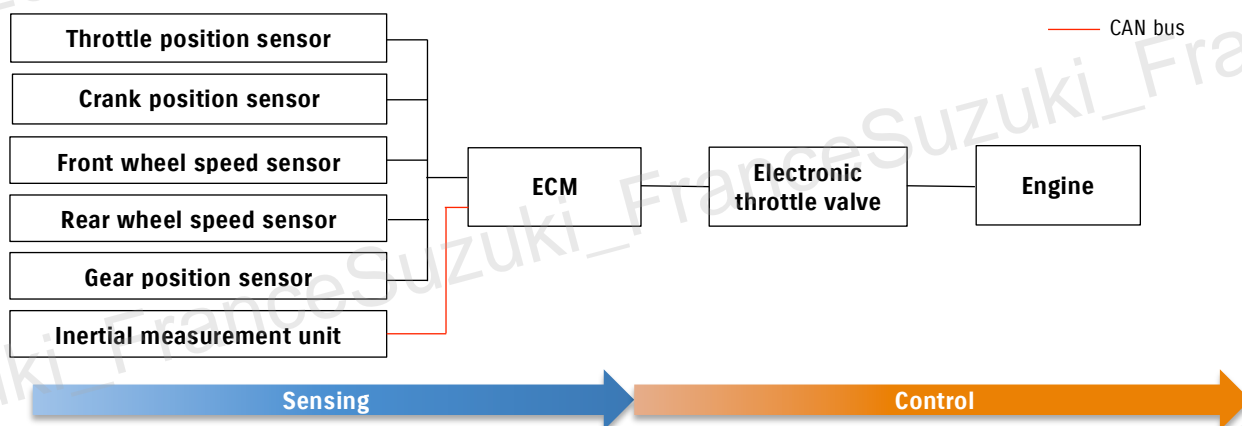 Throttle position sensor
CAN bus
Crank position sensor
Front wheel speed sensor
Rear wheel speed sensor
Gear position sensor
Inertial measurement unit
ECM
Electronic
throttle valve
Engine
Sensing
Control
Suzuki_FranceSuzuki_FranceSuzuki_Fra